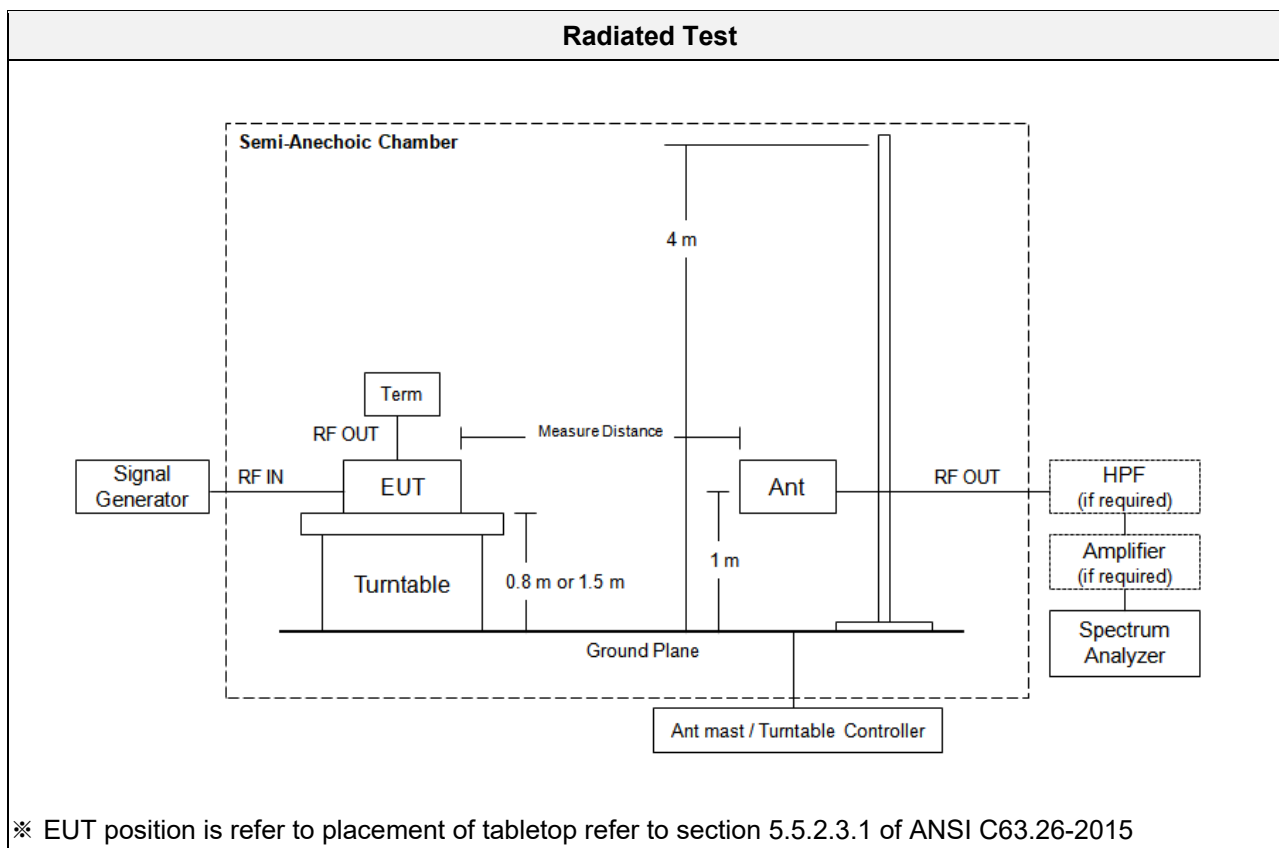 Radiated Test
Semi-Anechoic Chamber
4 m
Term
RF OUT
Measure Distance
Signal
Generator
RF IN
EUT
Ant
RF OUT
HPF
(if required)
Amplifier
(if required)
Spectrum
Analyzer
Turntable
0.8 m or 1.5 m
1 m
Ground Plane
Ant mast / Turntable Controller
※ EUT position is refer to placement of tabletop refer to section 5.5.2.3.1 of ANSI C63.26-2015